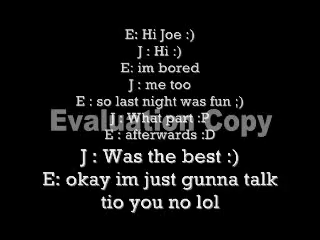 E: Hi Joe :)
J : Hi :)
E: im bored
J : me too
E : so last night was fun ;)
J : What part :P
Evaluation Copy
E : afterwards :D
J : Was the best :)
E: okay im just gunna talk
tio you no lol